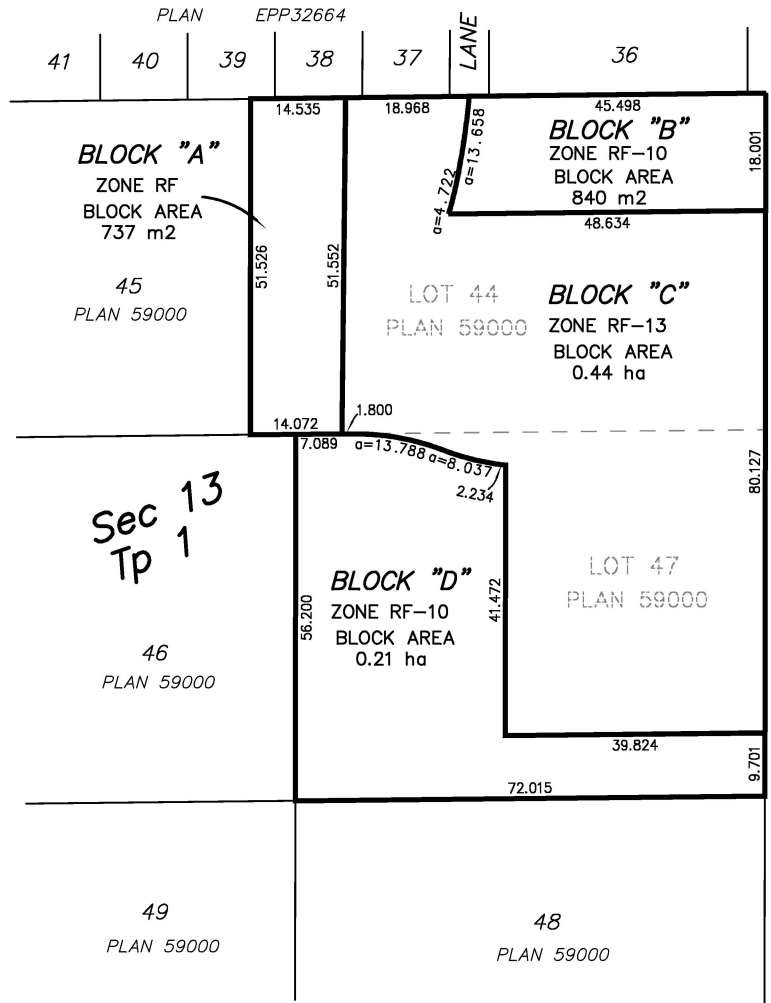 PLAN EPP32664
41 40 39 38 37 LANE 36
14.535 18.968 45.498
a=13.658
a=4.722
18.001
BLOCK "A"
ZONE RF
BLOCK AREA
737 m2
BLOCK "B"
ZONE RF-10
BLOCK AREA
840 m2
48.634
51.526
51.552
45
PLAN 59000
LOT 44
PLAN 59000
BLOCK "C"
ZONE RF-13
BLOCK AREA
0.44 ha
1.800
14.072
7.089
a=13.788
a=8.037
2.234
80.127
Sec 13
Tp 1
BLOCK "D"
ZONE RF-10
BLOCK AREA
0.21 ha
56.200
41.472
LOT 47
PLAN 59000
46
PLAN 59000
39.824
9.701
72.015
49
PLAN 59000
48
PLAN 59000